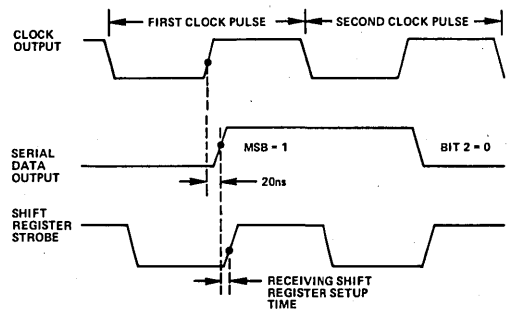 FIRST CLOCK PULSE
SECOND CLOCK PULSE
CLOCK
OUTPUT
MSB = 1
BIT 2 = 0
SERIAL
DATA
OUTPUT
20ns
SHIFT
REGISTER
STROBE
RECEIVING SHIFT
REGISTER SETUP
TIME